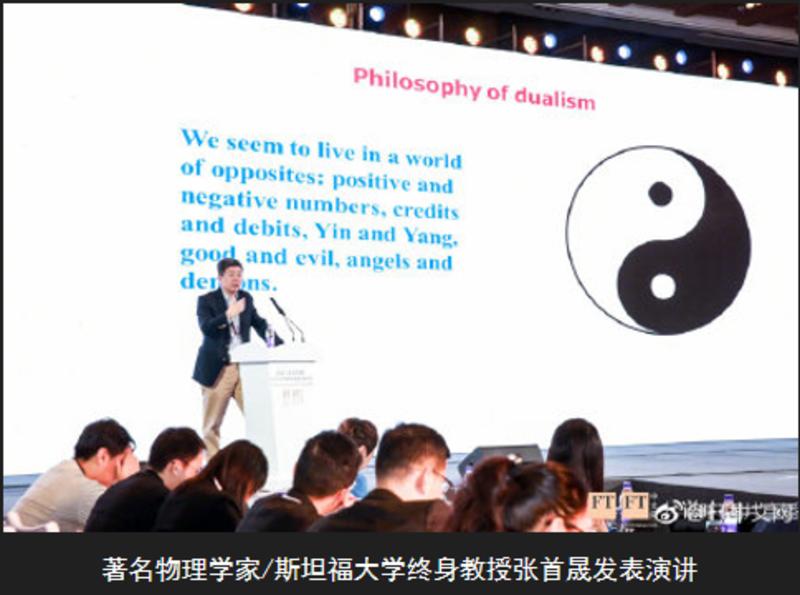 Philosophy of dualism
We seem to live in a world
of opposites: positive and
negative numbers, credits
and debits, Yin and Yang,
good and evil, angels and
FT FT
著名物理学家/斯坦福大学终身教授张首晟发表演讲